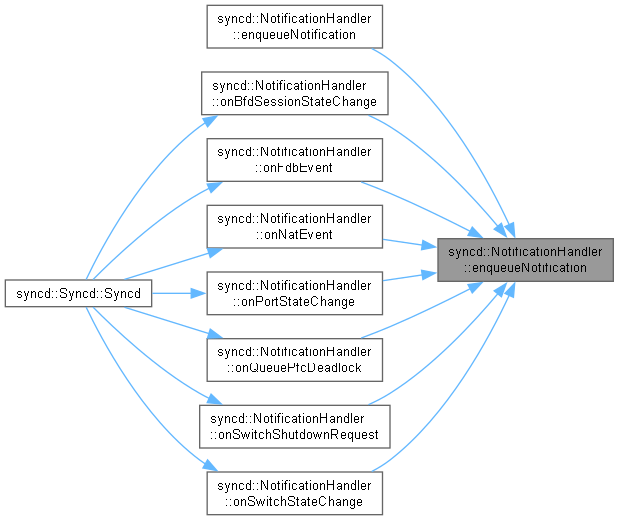 syncd::NotificationHandler
::enqueueNotification
syncd::NotificationHandler
::onBfdSessionStateChange
syncd::NotificationHandler
::onFdbEvent
syncd::NotificationHandler
::onNatEvent
syncd::NotificationHandler
::enqueueNotification
syncd::Syncd::Syncd
syncd::NotificationHandler
::onPortStateChange
syncd::NotificationHandler
::onQueuePfcDeadlock
syncd::NotificationHandler
::onSwitchShutdownRequest
syncd::NotificationHandler
::onSwitchStateChange